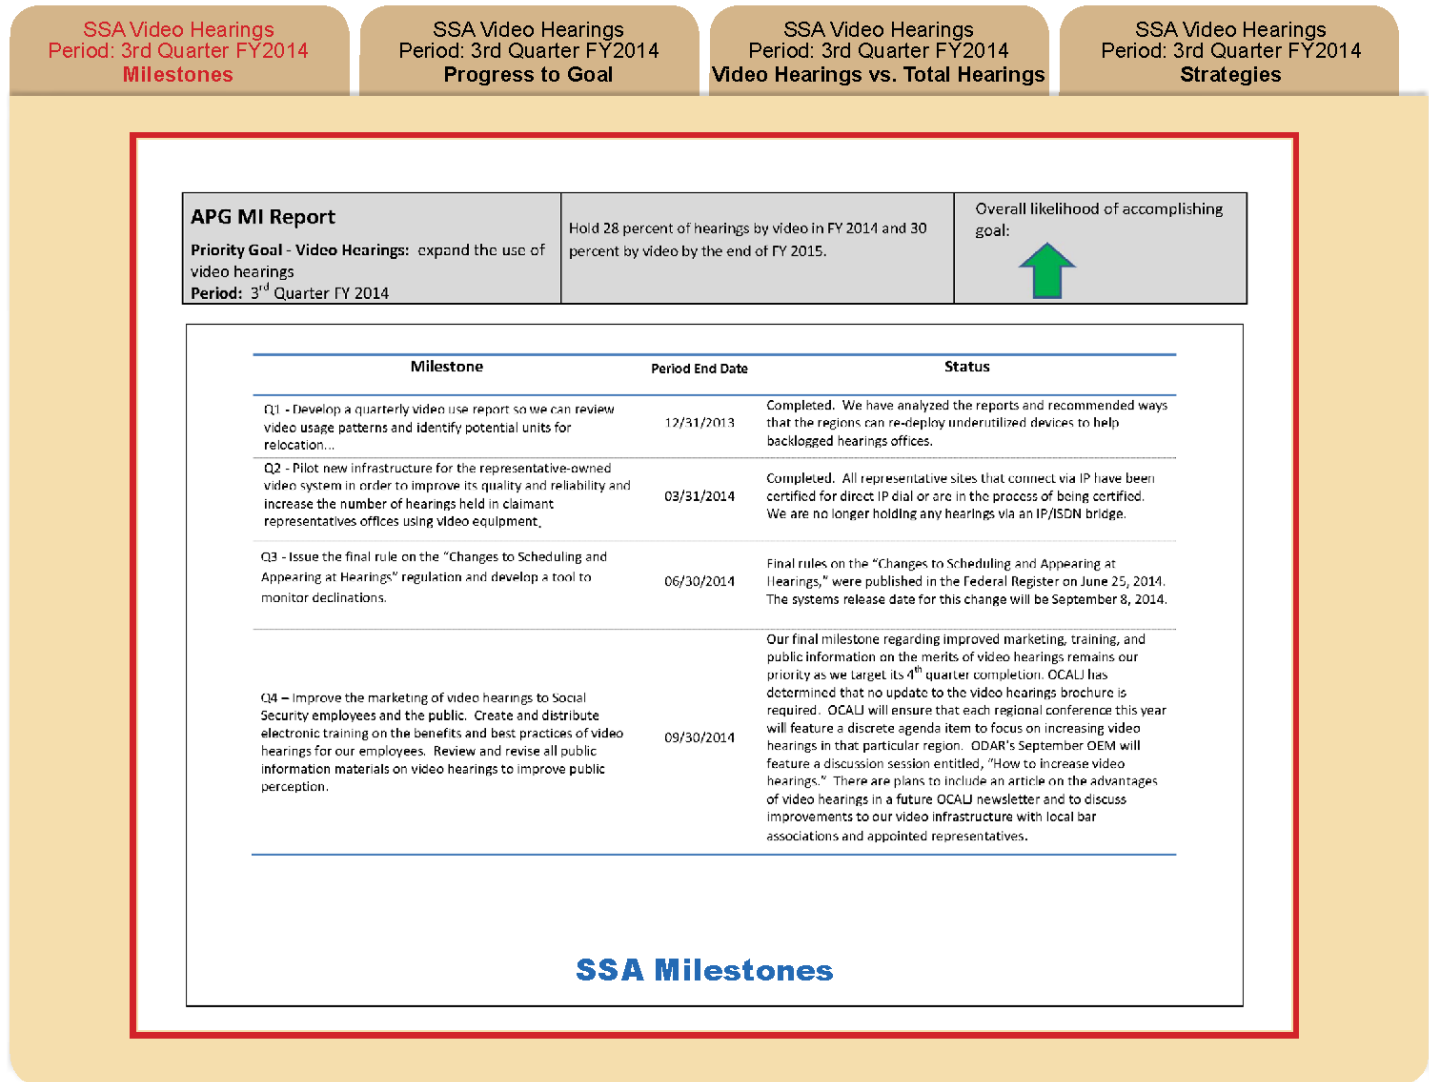 SSA Video Hearings
Period: 3rd Quarter FY2014
Milestones
SSA Video Hearings
Period: 3rd Quarter FY2014
Progress to Goal
SSA Video Hearings
Period: 3rd Quarter FY2014
Video Hearings vs. Total Hearings
SSA Video Hearings
Period: 3rd Quarter FY2014
Strategies
APG MI Report
Priority Goal - Video Hearings: expand the use of
video hearings
Period: 3rd Quarter FY 2014
Hold 28 percent of hearings by video in FY 2014 and 30
percent by video by the end of FY 2015.
Overall likelihood of accomplishing
goal:
Milestone
Period End Date
Status
Q1 - Develop a quarterly video use report so we can review
video usage patterns and identify potential units for
relocation...
12/31/2013
Completed. We have analyzed the reports and recommended ways
that the regions can re-deploy underutilized devices to help
backlogged hearings offices.
Q2 - Pilot new infrastructure for the representative-owned
video system in order to improve its quality and reliability and
increase the number of hearings held in claimant
representatives offices using video equipment.
03/31/2014
Completed. All representative sites that connect via IP have been
certified for direct IP dial or are in the process of being certified.
We are no longer holding any hearings via an IP/ISDN bridge.
Q3 - Issue the final rule on the “Changes to Scheduling and
Appearing at Hearings” regulation and develop a tool to
monitor declinations.
06/30/2014
Final rules on the “Changes to Scheduling and Appearing at
Hearings,” were published in the Federal Register on June 25, 2014.
The systems release date for this change will be September 8, 2014.
Q4 – Improve the marketing of video hearings to Social
Security employees and the public. Create and distribute
electronic training on the benefits and best practices of video
hearings for our employees. Review and revise all public
information materials on video hearings to improve public
perception.
09/30/2014
Our final milestone regarding improved marketing, training, and
public information on the merits of video hearings remains our
priority as we target its 4th quarter completion. OCALJ has
determined that no update to the video hearings brochure is
required. OCALJ will ensure that each regional conference this year
will feature a discrete agenda item to focus on increasing video
hearings in that particular region. ODAR’s September OEM will
feature a discussion session entitled, “How to increase video
hearings.” There are plans to include an article on the advantages
of video hearings in a future OCALJ newsletter and to discuss
improvements to our video infrastructure with local bar
associations and appointed representatives.
SSA Milestones